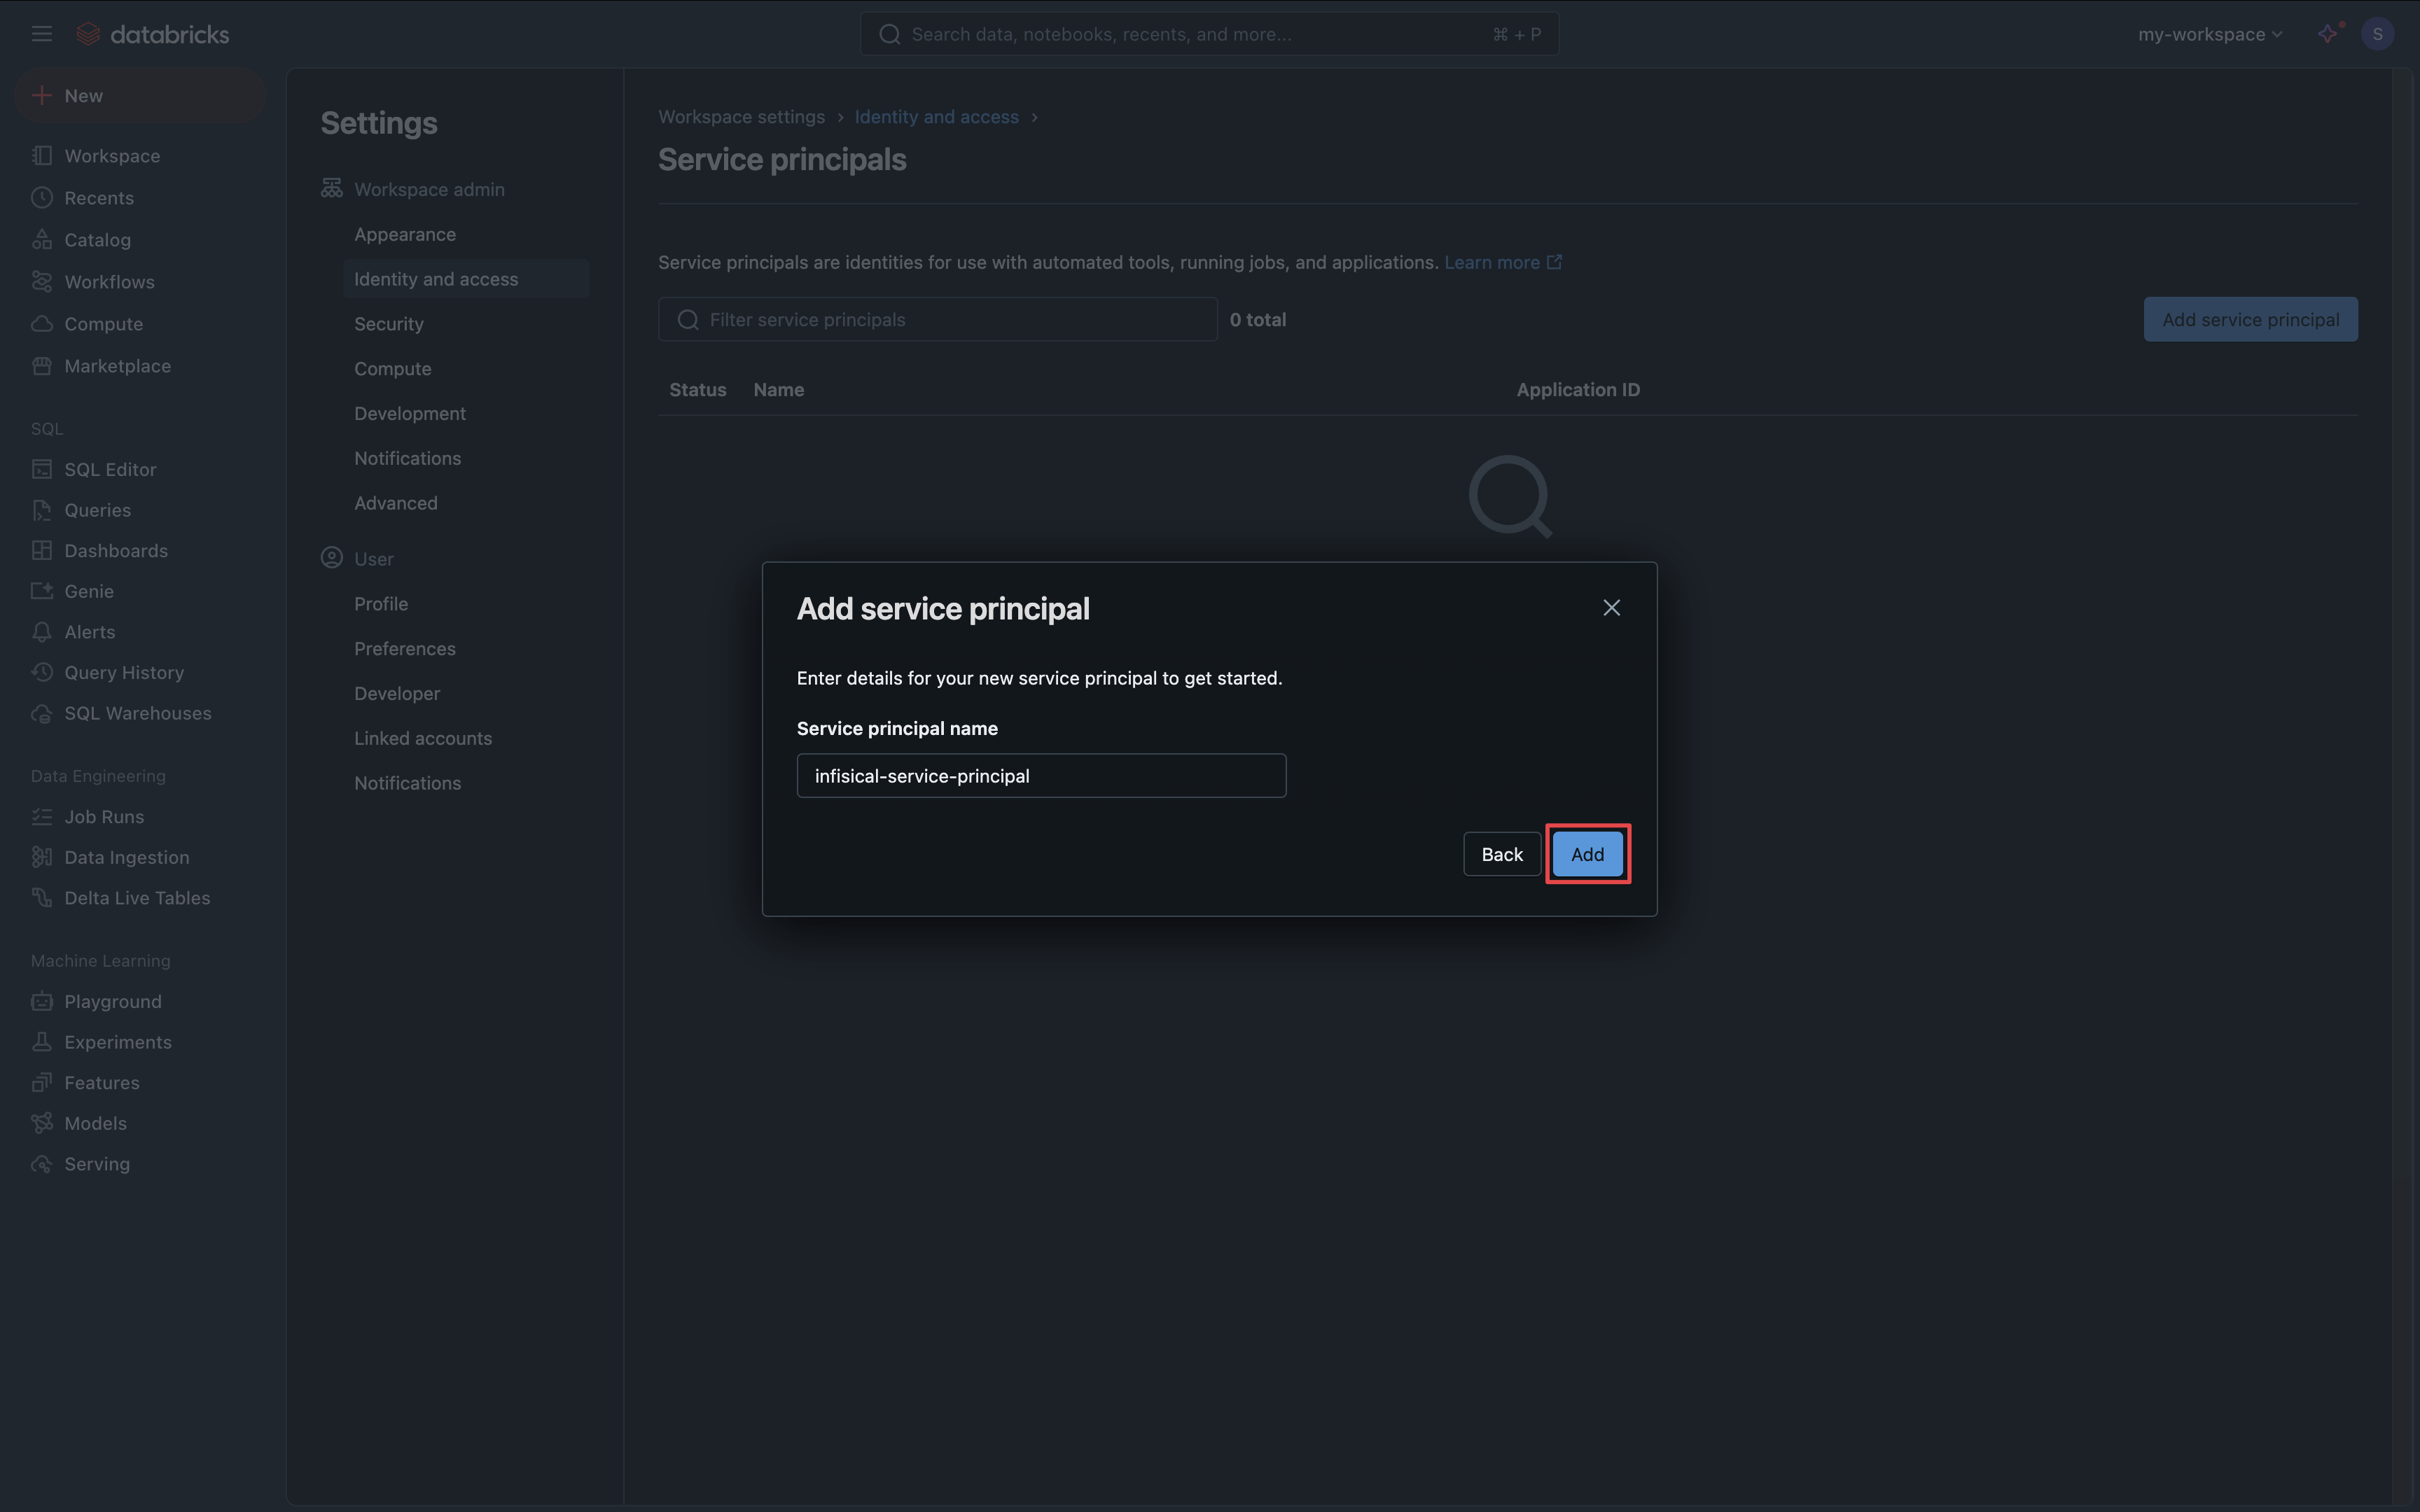 databricks
Search data, notebooks, recents, and more...
⌘ + P
my-workspace
S
New
Workspace
Recents
Catalog
Workflows
Compute
Marketplace
SQL
SQL Editor
Queries
Dashboards
Genie
Alerts
Query History
SQL Warehouses
Data Engineering
Job Runs
Data Ingestion
Delta Live Tables
Machine Learning
Playground
Experiments
Features
Models
Serving
Settings
Workspace admin
Appearance
Identity and access
Security
Compute
Development
Notifications
Advanced
User
Profile
Preferences
Developer
Linked accounts
Notifications
Workspace settings › Identity and access ›
Service principals
Service principals are identities for use with automated tools, running jobs, and applications. Learn more
Filter service principals
0 total
Add service principal
Status Name Application ID
Add service principal
Enter details for your new service principal to get started.
Service principal name
infisical-service-principal
Back
Add